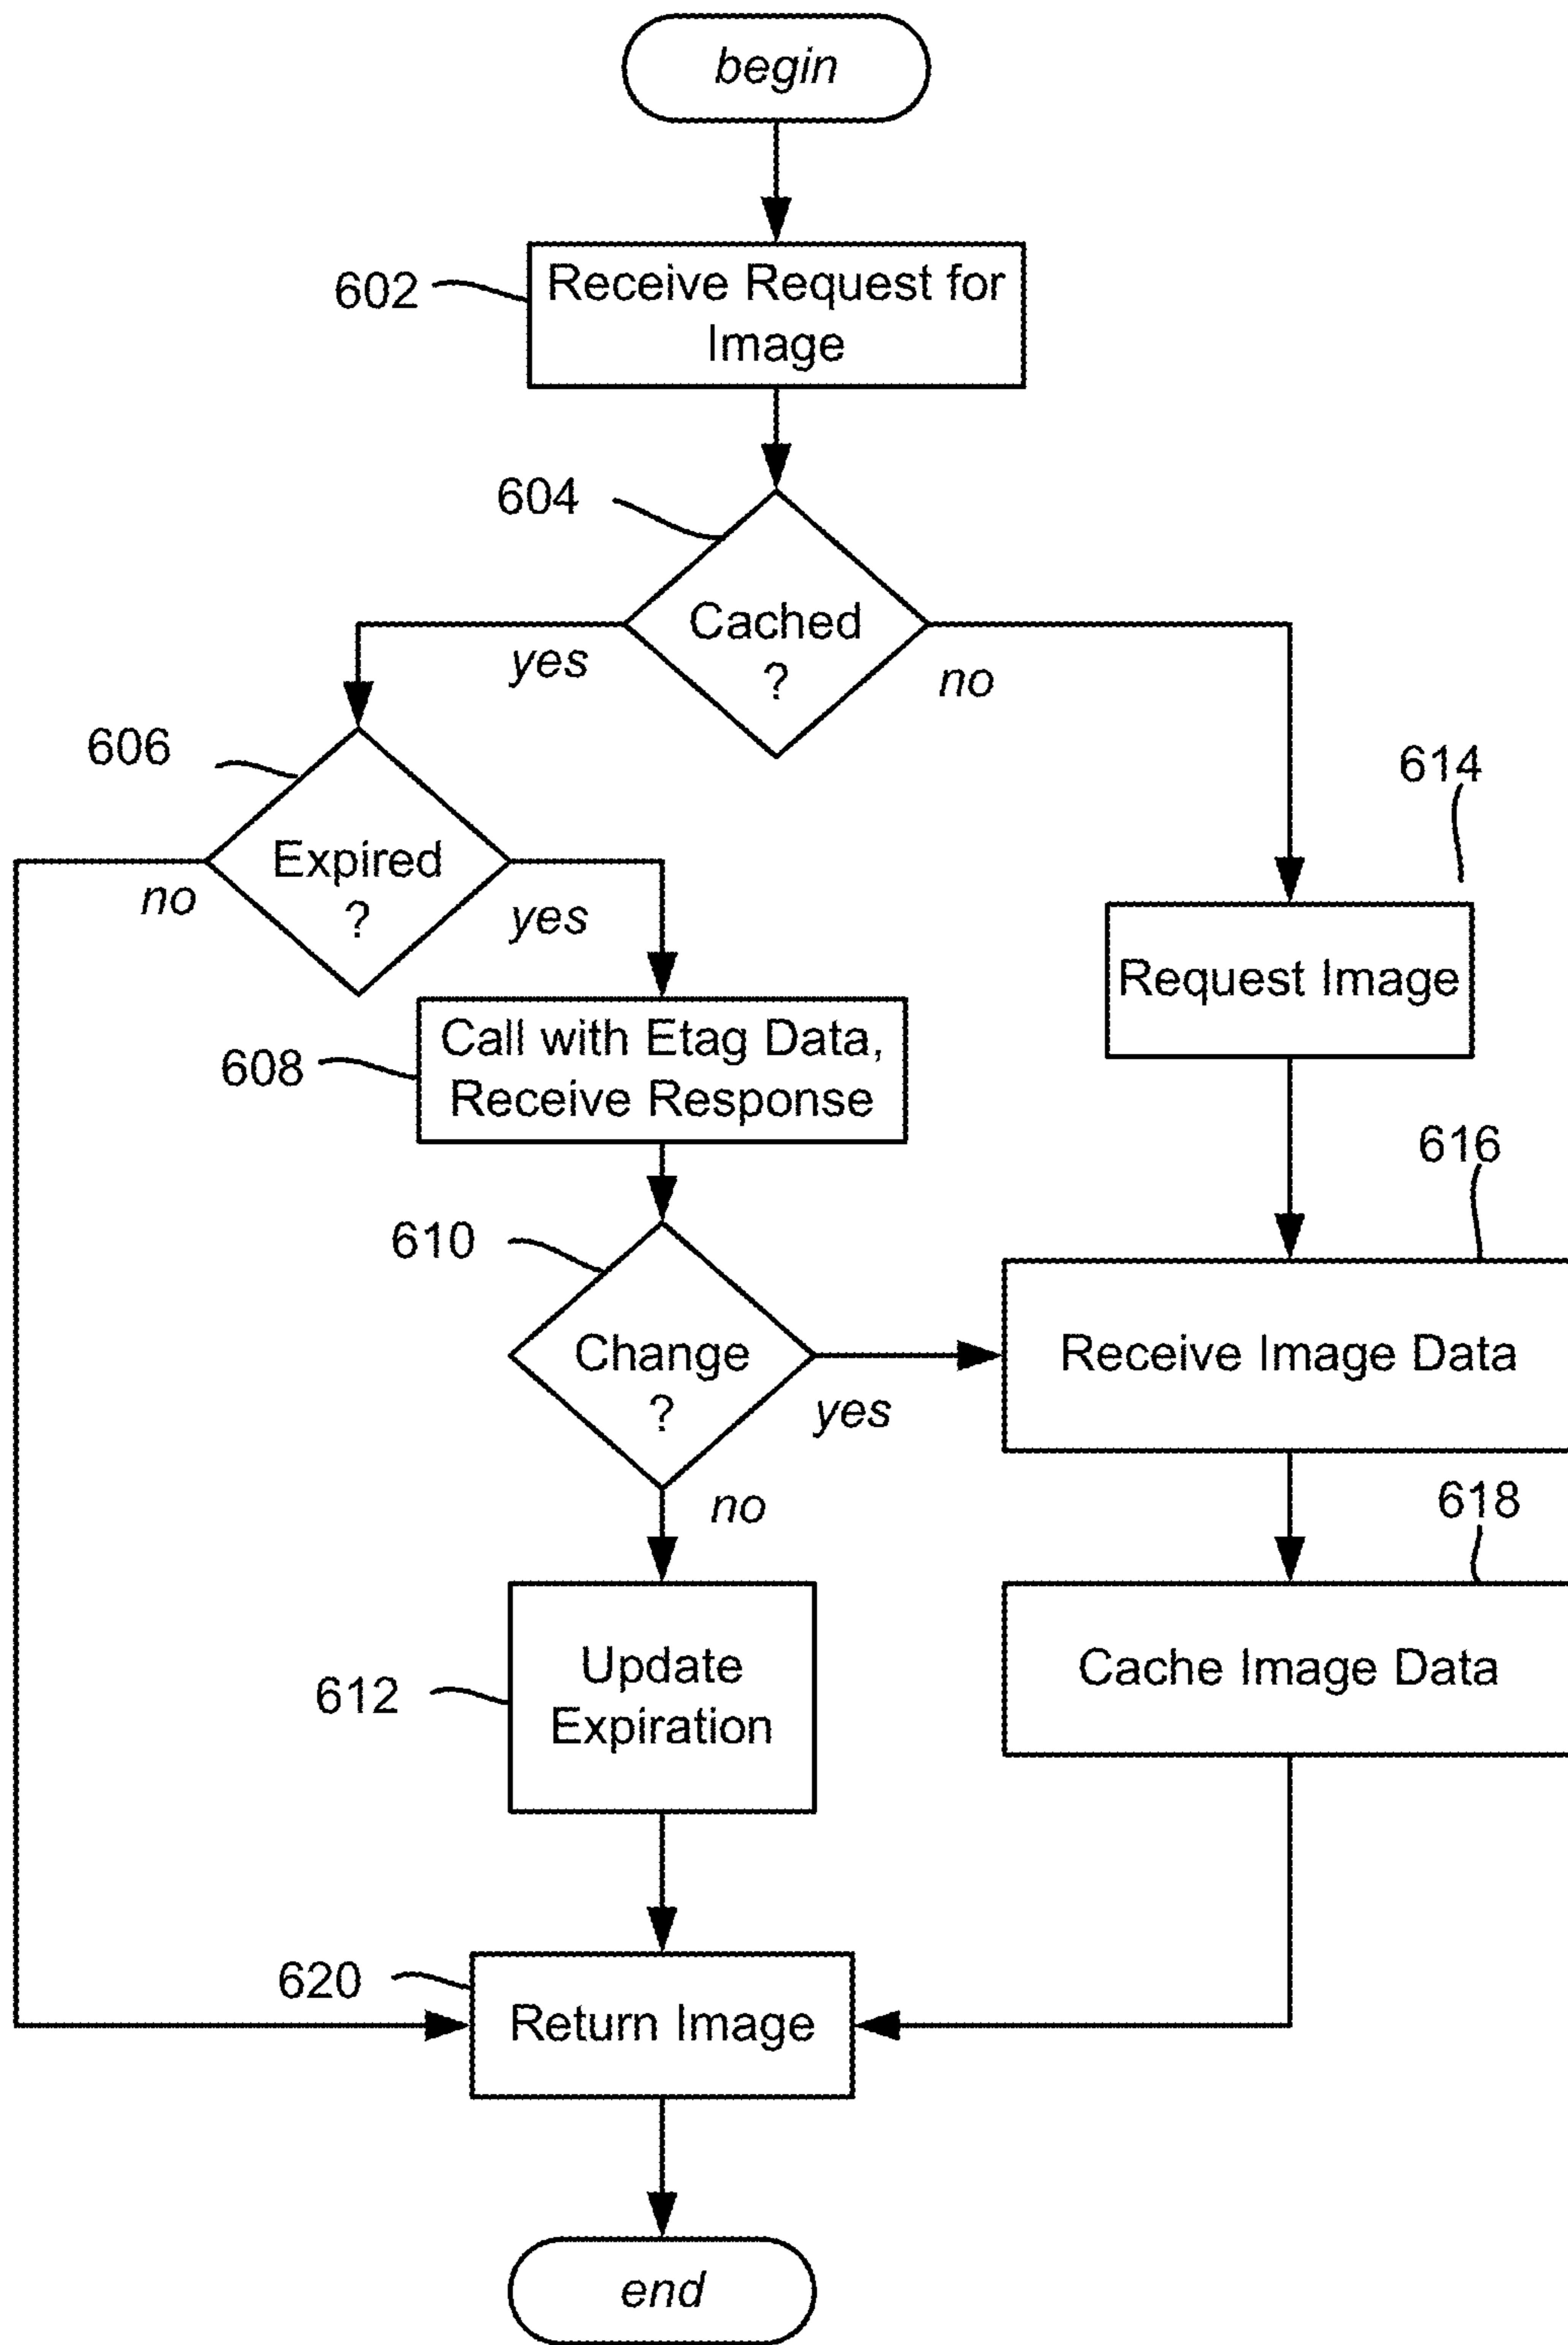 begin
602
Receive Request for
Image
604
Cached
?
yes
no
606
Expired
?
no
yes
614
Request Image
608
Call with Etag Data,
Receive Response
616
610
Change
?
yes
no
Receive Image Data
618
612
Update
Expiration
Cache Image Data
620
Return Image
end